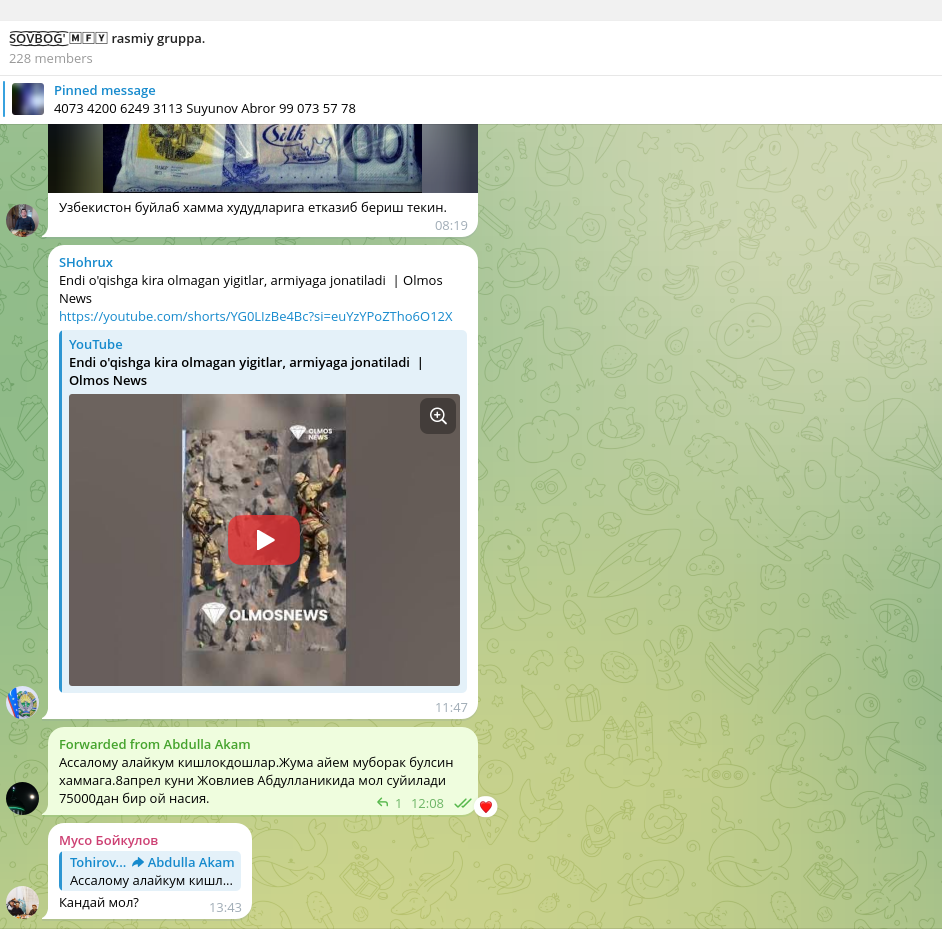 SOVBOG' 🄼🄵🅈 rasmiy gruppa.
228 members
Pinned message
4073 4200 6249 3113 Suyunov Abror 99 073 57 78
Silk
Узбекистон буйлаб хамма худудларига етказиб бериш текин.
08:19
SHohrux
Endi o'qishga kira olmagan yigitlar, armiyaga jonatiladi | Olmos
News
https://youtube.com/shorts/YG0LIzBe4Bc?si=euYzYPoZTho6O12X
YouTube
Endi o'qishga kira olmagan yigitlar, armiyaga jonatiladi |
Olmos News
OLMOS
NEWS
OLMOSNEWS
11:47
Forwarded from Abdulla Akam
Ассалому алайкум кишлокдошлар.Жума айем муборак булсин
хаммага.8апрел куни Жовлиев Абдулланикида мол суйилади
75000дан бир ой насия.
1 12:08
Мусо Бойкулов
Tohirov... Abdulla Akam
Ассалому алайкум кишл...
Кандай мол?
13:43